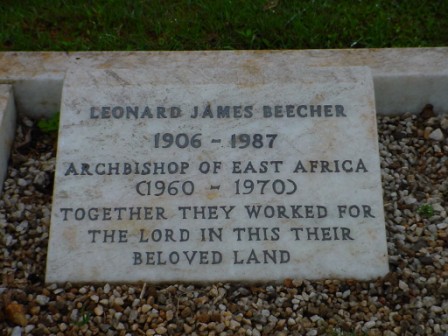 LEONARD JAMES BEECHER
1906 - 1987
ARCHBISHOP OF EAST AFRICA
(1960 - 1970)
TOGETHER THEY WORKED FOR
THE LORD IN THIS THEIR
BELOVED LAND